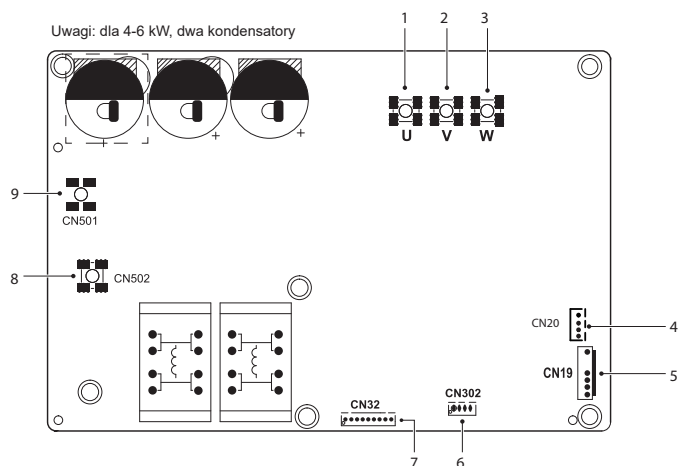 Uwagi: dla 4-6 kW, dwa kondensatory
1 2 3
U V W
+ + +
9
CN501
8 CN502
CN20 4
CN19 5
CN32 CN302
7 6